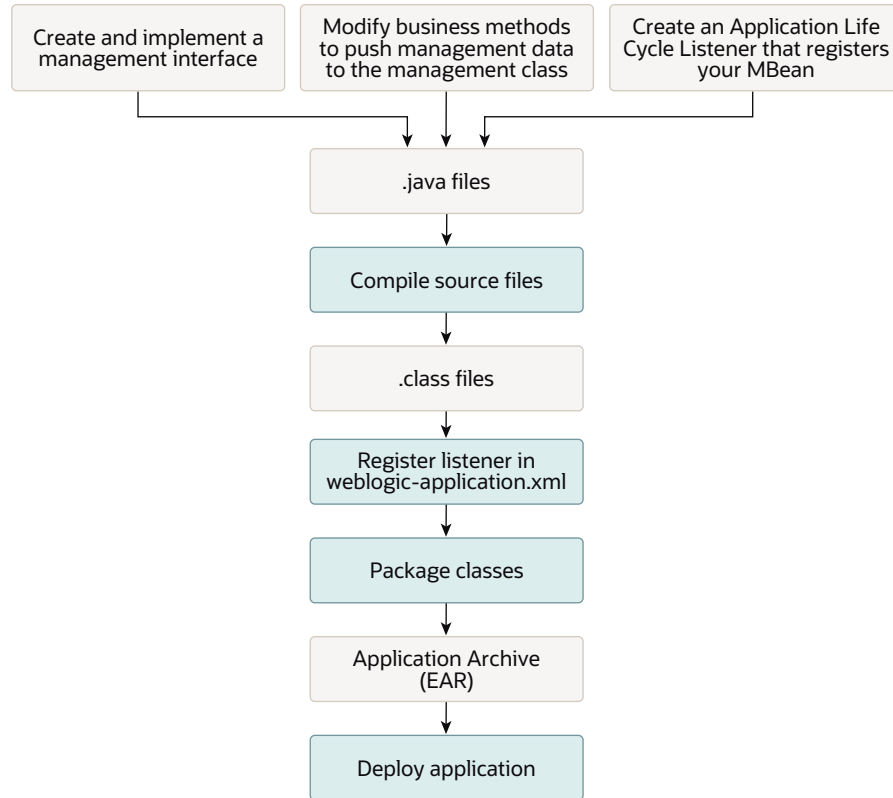 Create and implement a
management interface
Modify business methods
to push management data
to the management class
Create an Application Life
Cycle Listener that registers
your MBean
.java files
Compile source files
.class files
Register listener in
weblogic-application.xml
Package classes
Application Archive
(EAR)
Deploy application